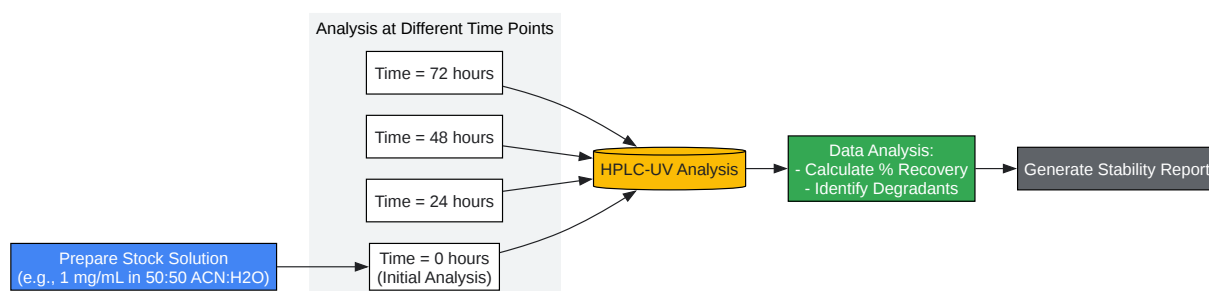 Analysis at Different Time Points
Time = 72 hours
Time = 48 hours
Time = 24 hours
Time = 0 hours
(Initial Analysis)
Prepare Stock Solution
(e.g., 1 mg/mL in 50:50 ACN:H2O)
HPLC-UV Analysis
Data Analysis:
- Calculate % Recovery
- Identify Degradants
Generate Stability Report